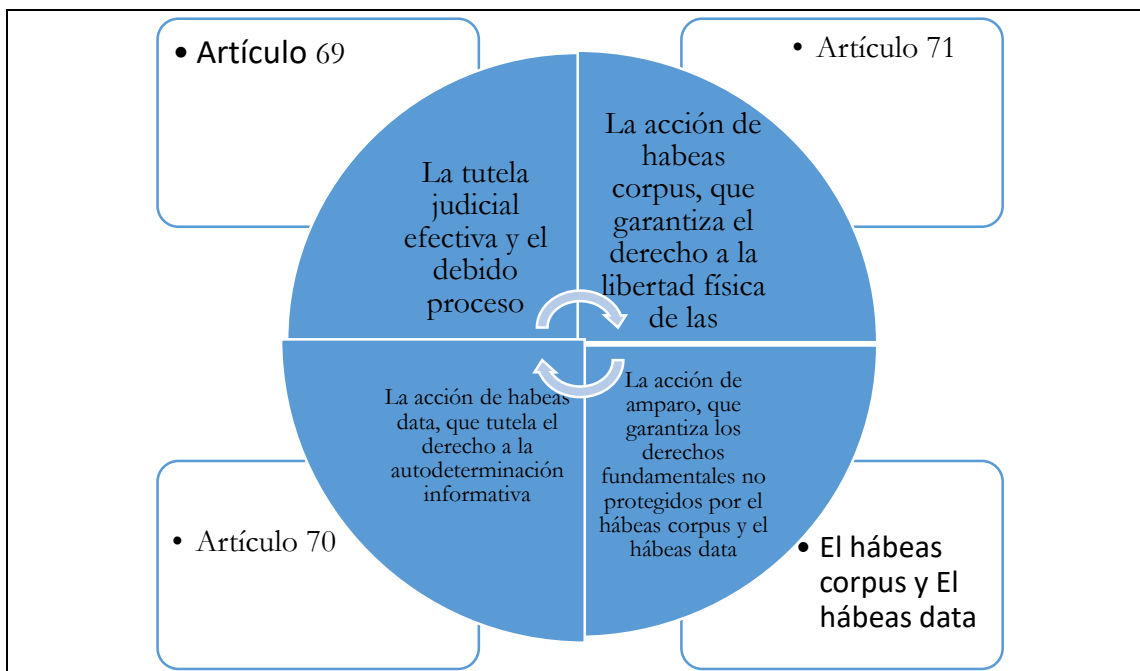 • Artículo 69
• Artículo 71
La tutela
judicial
efectiva y el
debido
proceso
La acción de
habeas
corpus, que
garantiza el
derecho a la
libertad física
de las
La acción de habeas
data, que tutela el
derecho a la
autodeterminación
informativa
La acción de
amparo, que
garantiza los
derechos
fundamentales no
protegidos por el
hábeas corpus y el
hábeas data
• Artículo 70
• El hábeas
corpus y El
hábeas data